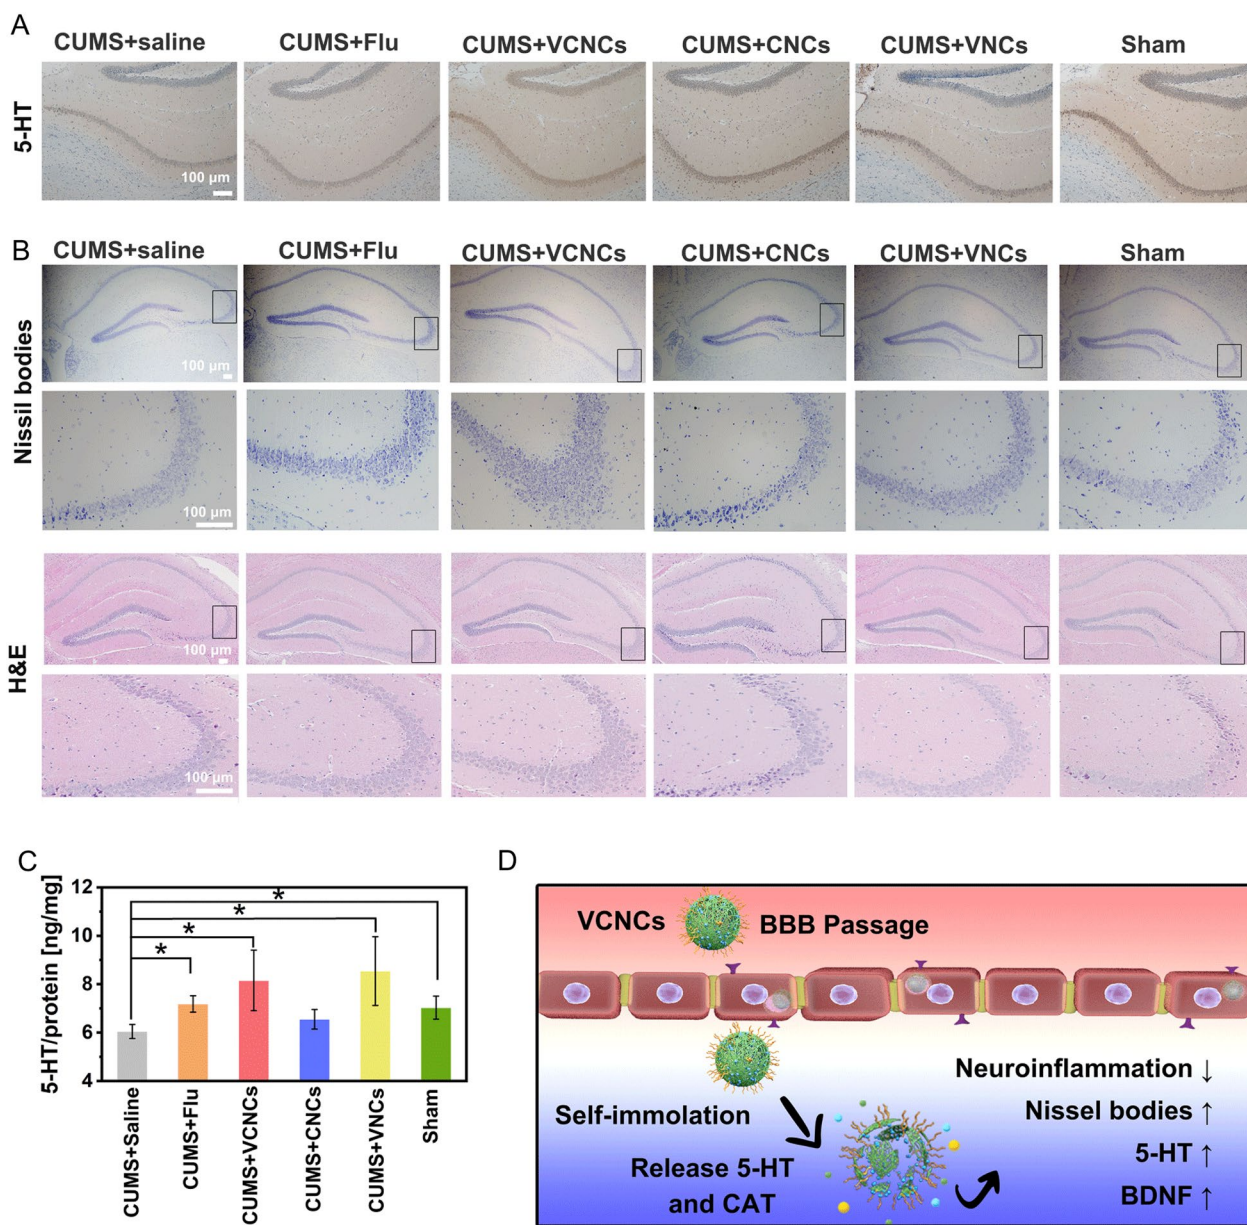 A
CUMS+saline CUMS+Flu CUMS+VCNCs CUMS+CNCs CUMS+VNCs Sham
5-HT
100 µm
B
CUMS+saline CUMS+Flu CUMS+VCNCs CUMS+CNCs CUMS+VNCs Sham
Nissil bodies
100 µm
100 µm
H&E
100 µm
100 µm
C
5-HT/protein [ng/mg]
12
10
8
6
4
*
*
*
*
CUMS+Saline
CUMS+Flu
CUMS+VCNCs
CUMS+CNCs
CUMS+VNCs
Sham
D
VCNCs BBB Passage
Self-immolation
Release 5-HT
and CAT
Neuroinflammation ↓
Nissel bodies ↑
5-HT ↑
BDNF ↑